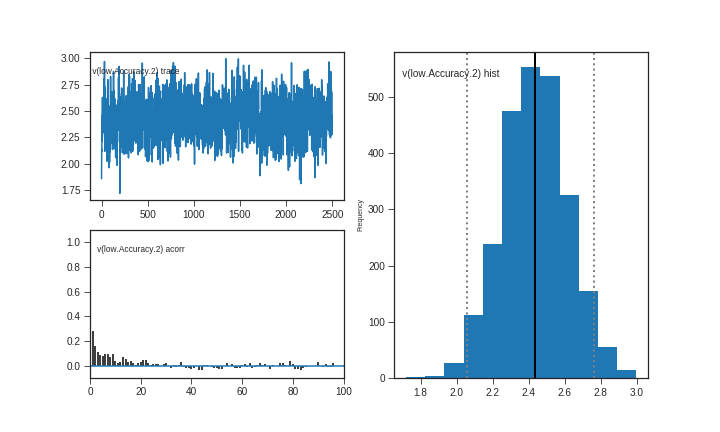 v(low.Accuracy.2) trace
3.00
2.75
2.50
2.25
2.00
1.75
0 500 1000 1500 2000 2500
v(low.Accuracy.2) acorr
1.0
0.8
0.6
0.4
0.2
0.0
0 20 40 60 80 100
v(low.Accuracy.2) hist
Frequency
500
400
300
200
100
0
1.8 2.0 2.2 2.4 2.6 2.8 3.0